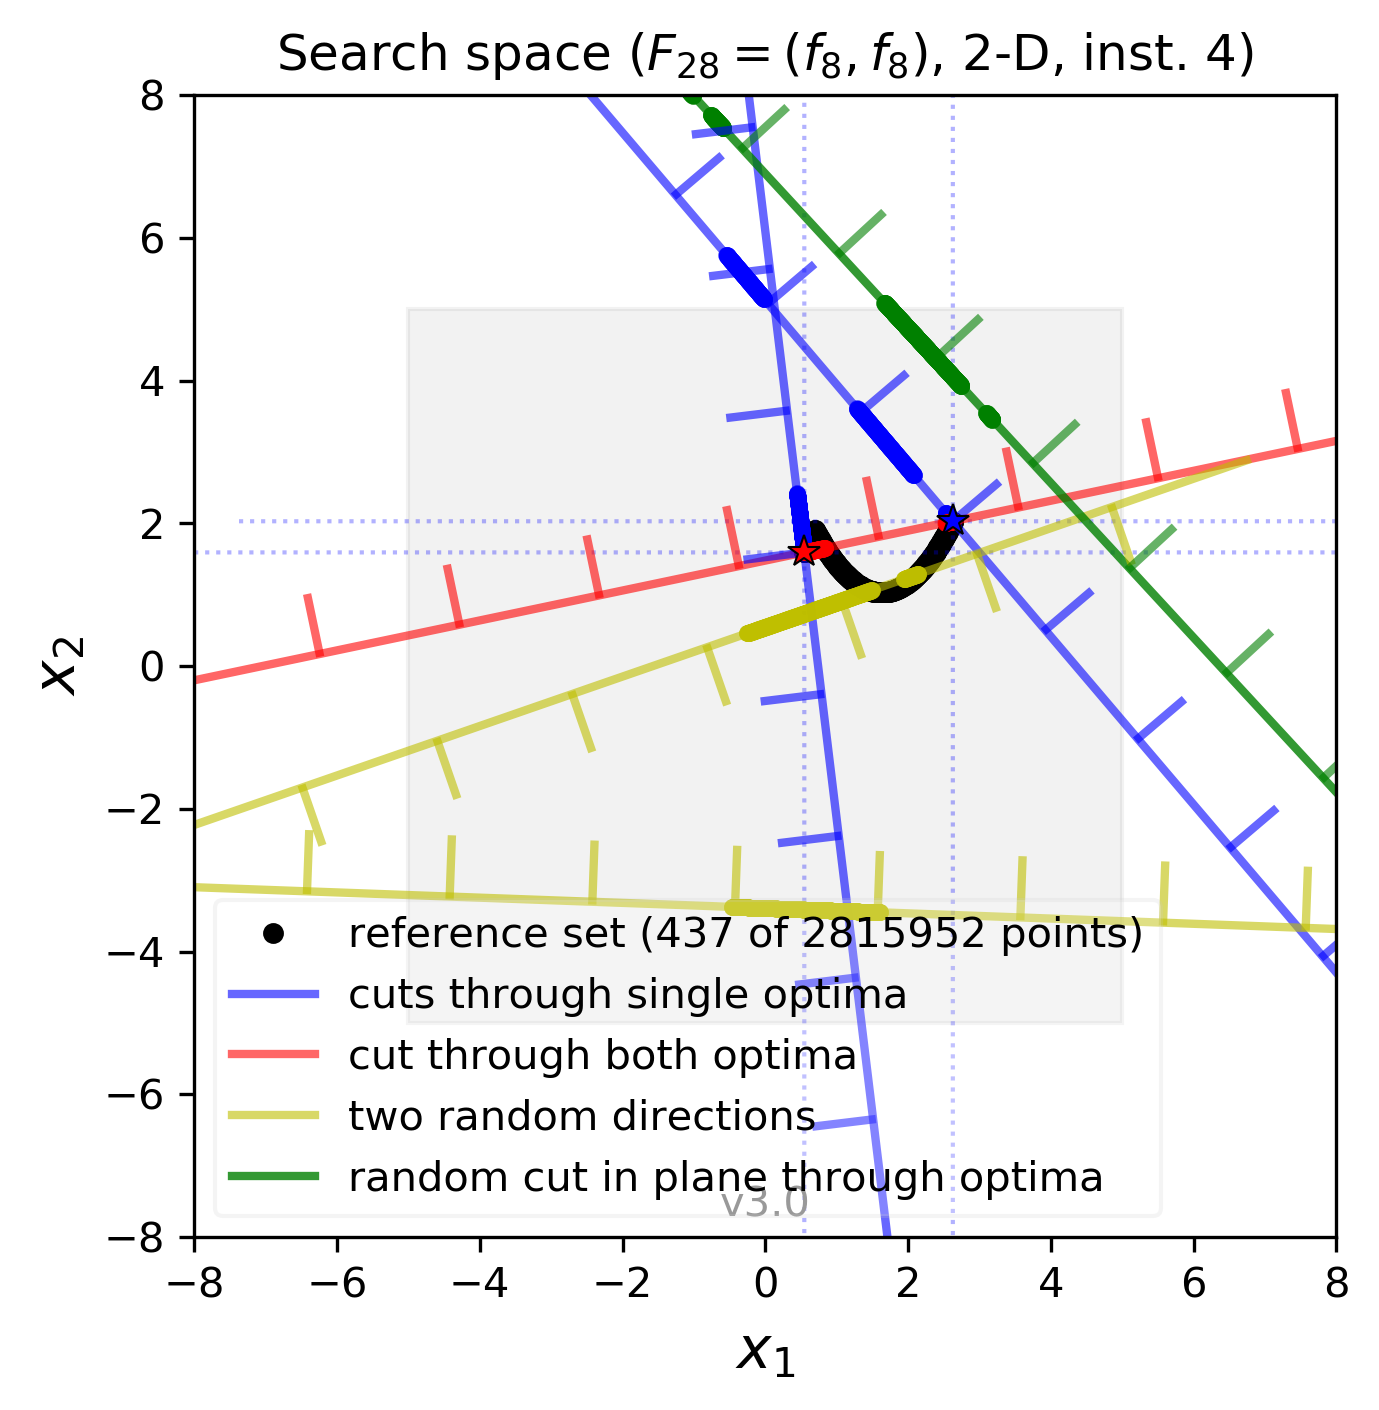 Search space (F₂₈ = (f₈, f₈), 2-D, inst. 4)
8
6
4
2
0
−2
−4
−6
−8
x₂
reference set (437 of 2815952 points)
cuts through single optima
cut through both optima
two random directions
random cut in plane through optima
v3.0
−8 −6 −4 −2 0 2 4 6 8
x₁